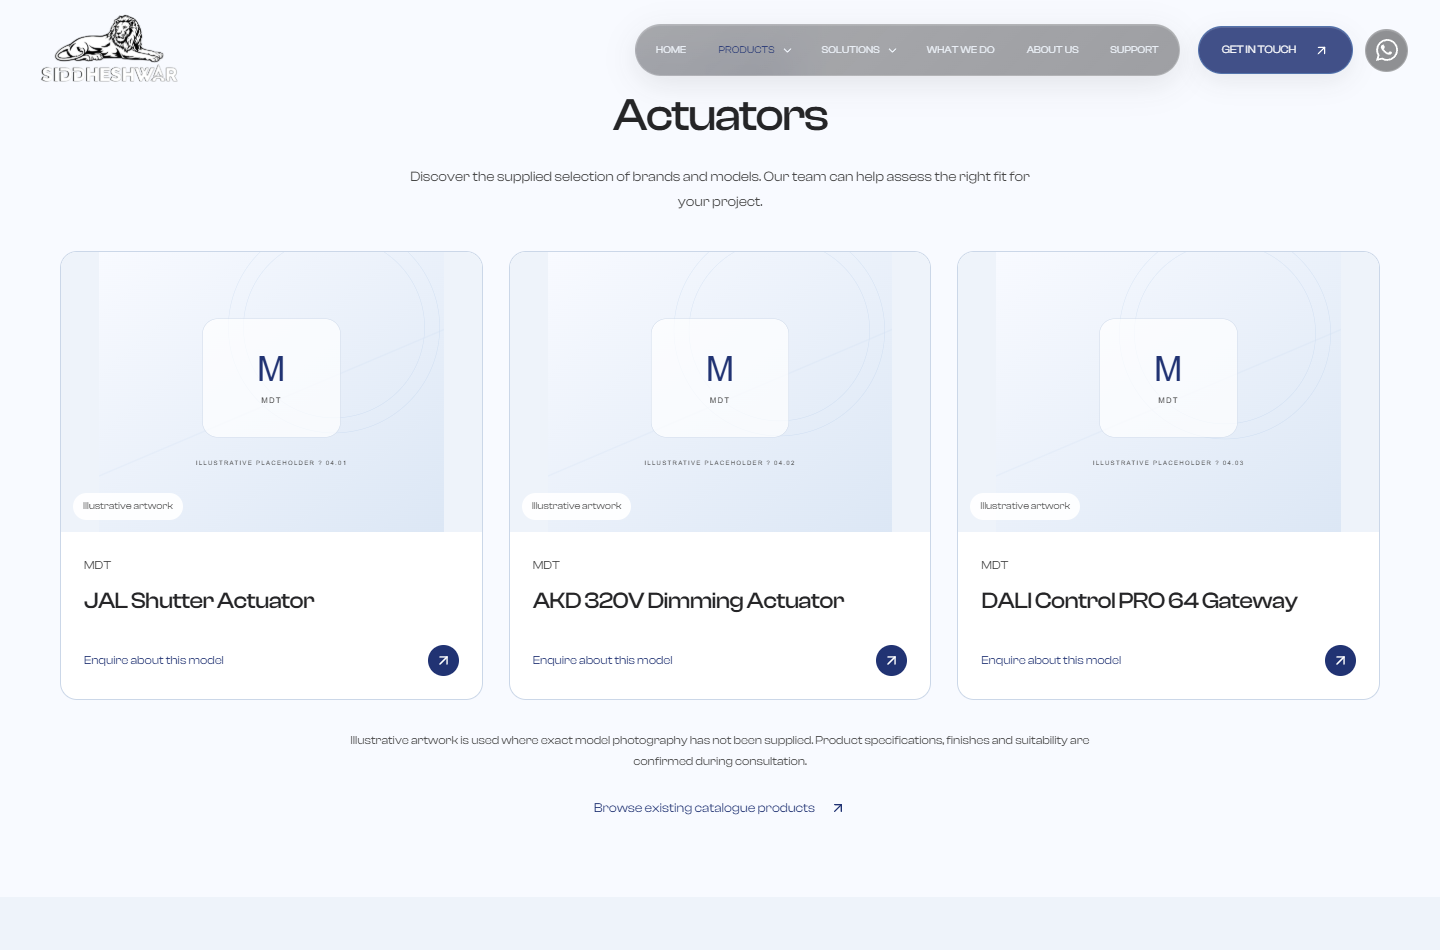 SIDDHESHWAR
HOME
PRODUCTS
SOLUTIONS
WHAT WE DO
ABOUT US
SUPPORT
GET IN TOUCH
Actuators
Discover the supplied selection of brands and models. Our team can help assess the right fit for
your project.
M
MDT
ILLUSTRATIVE PLACEHOLDER ? 04.01
Illustrative artwork
MDT
JAL Shutter Actuator
Enquire about this model
M
MDT
ILLUSTRATIVE PLACEHOLDER ? 04.02
Illustrative artwork
MDT
AKD 320V Dimming Actuator
Enquire about this model
M
MDT
ILLUSTRATIVE PLACEHOLDER ? 04.03
Illustrative artwork
MDT
DALI Control PRO 64 Gateway
Enquire about this model
Illustrative artwork is used where exact model photography has not been supplied. Product specifications, finishes and suitability are
confirmed during consultation.
Browse existing catalogue products